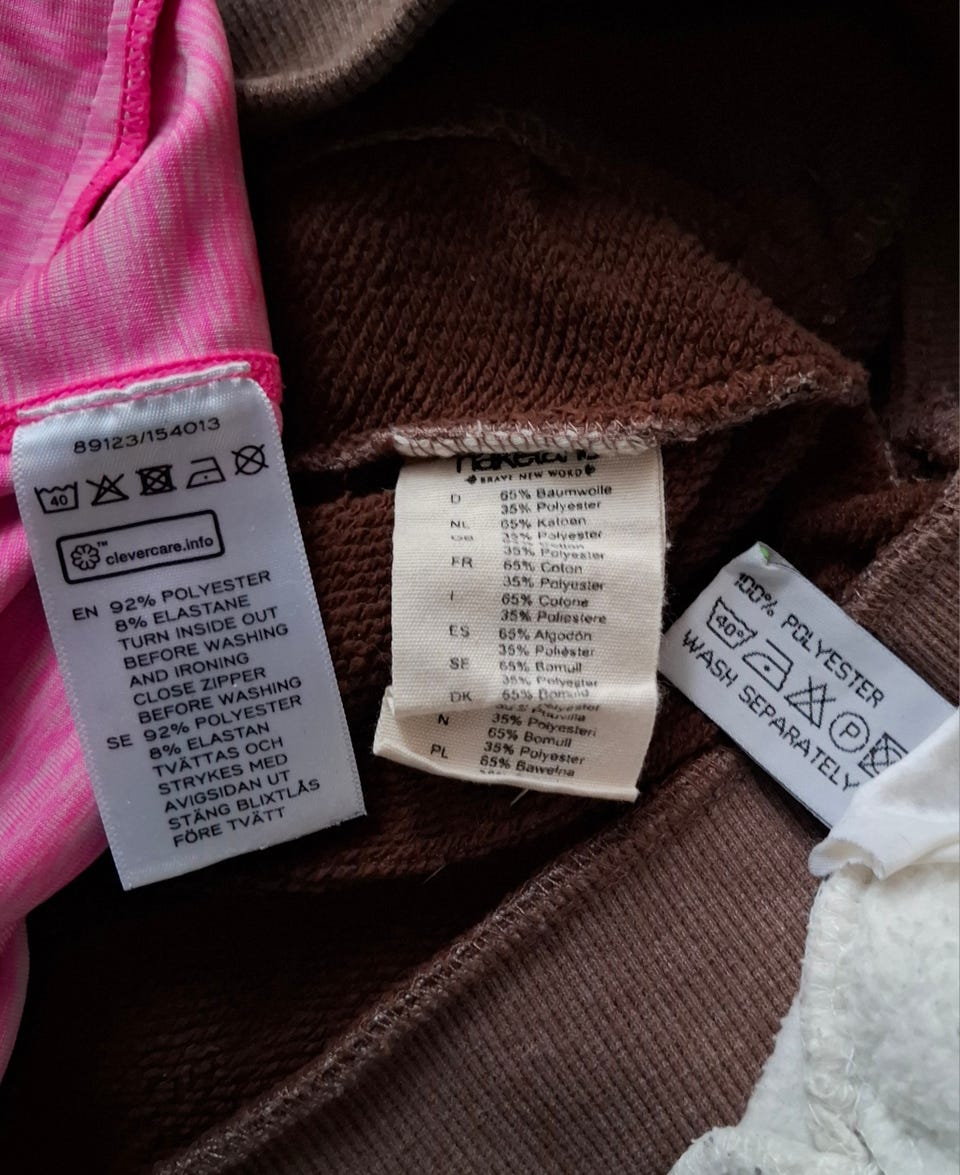 89123/154013
40
clevercare.info
EN 92% POLYESTER
8% ELASTANE
TURN INSIDE OUT
BEFORE WASHING
AND IRONING
CLOSE ZIPPER
BEFORE WASHING
SE 92% POLYESTER
8% ELASTAN
TVÄTTAS OCH
STRYKES MED
AVIGSIDAN UT
STÄNG BLIXTLÅS
FÖRE TVÄTT
BRAVE NEW WORD
D 65% Baumwolle
35% Polyester
NL 65% Katoen
35% Polyester
35% Polyester
FR 65% Coton
35% Polyester
I 65% Cotone
35% Poliestere
ES 65% Algodón
35% Poliéster
SE 65% Bomull
35% Polyester
DK 65% Bomuld
N 35% Polyesteri
65% Bomull
PL 35% Polyester
65% Bawelna
100% POLYESTER
40° P
WASH SEPARATELY